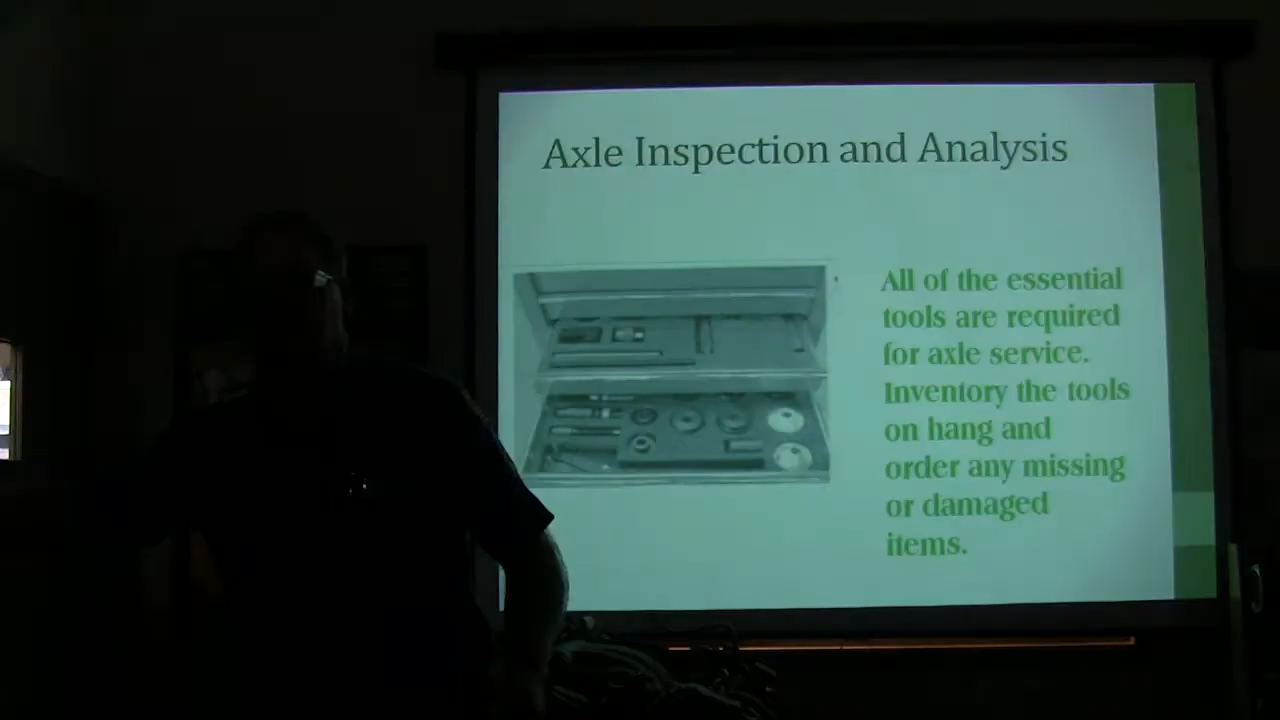 Axle Inspection and Analysis
All of the essential
tools are required
for axle service.
Inventory the tools
on hang and
order any missing
or damaged
items.